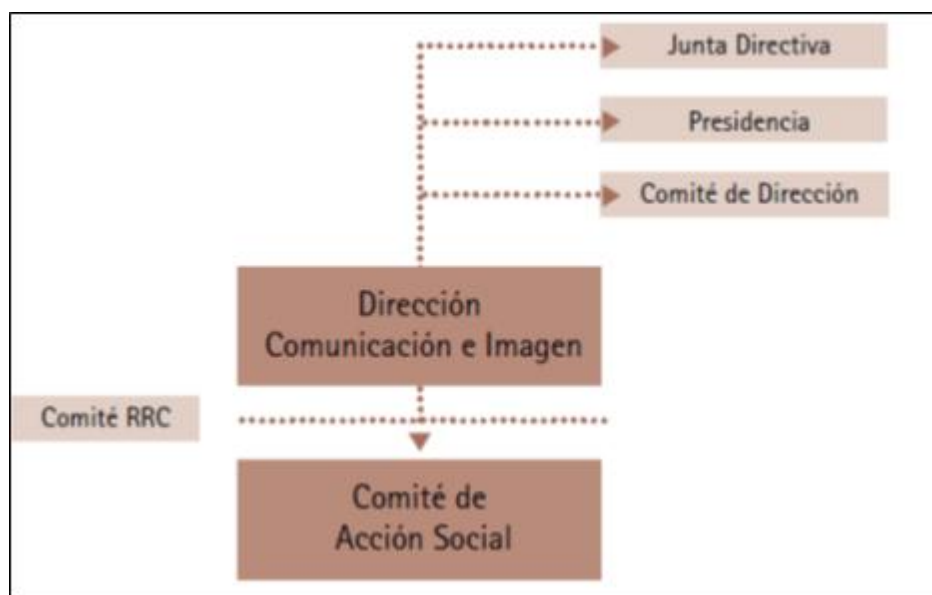 Junta Directiva
Presidencia
Comité de Dirección
Dirección
Comunicación e Imagen
Comité RRC
Comité de
Acción Social